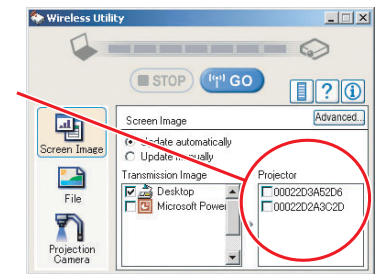 Wireless Utility
STOP
GO
Screen Image
Advanced...
Screen Image
Update automatically
Update manually
Transmission Image
Projector
Desktop
00022D3A52D6
Microsoft Power
00022D2A3C2D
File
Projection
Camera